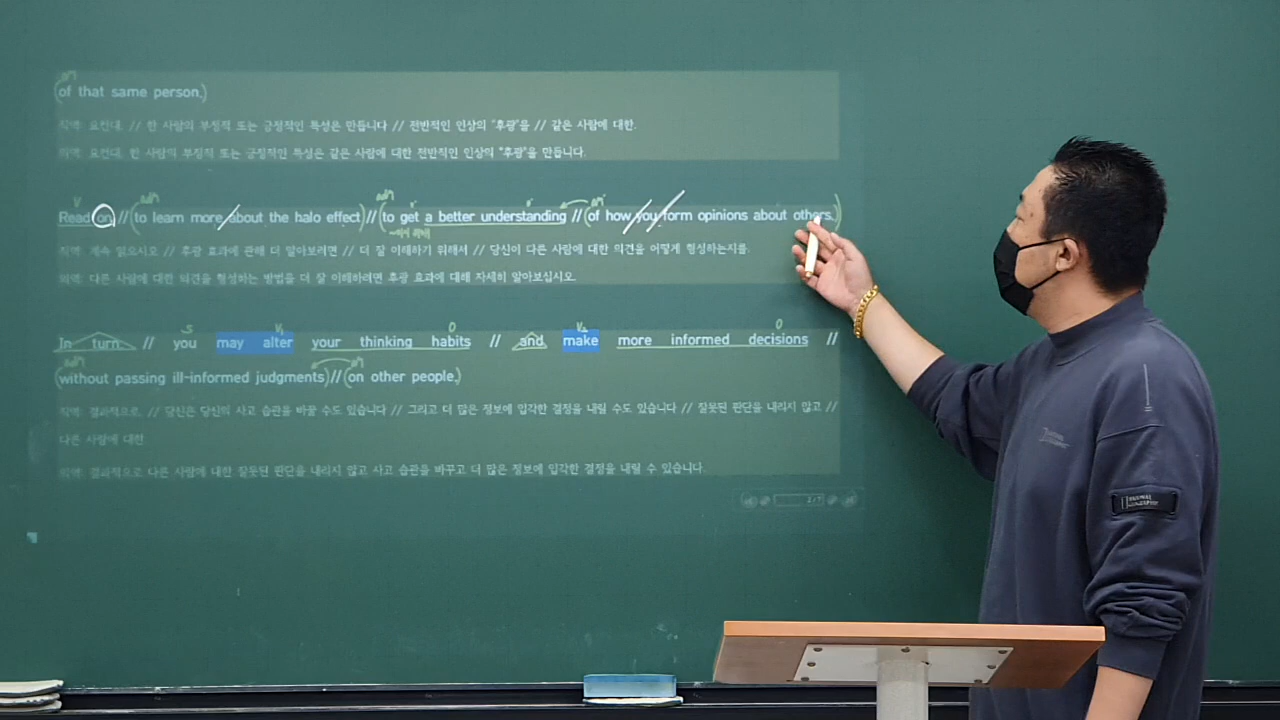 of that same person.)
직역: 요컨대, // 한 사람의 부정적 또는 긍정적인 특성은 만듭니다 // 전반적인 인상의 "후광"을 // 같은 사람에 대한.
의역: 요컨대, 한 사람의 부정적 또는 긍정적인 특성은 같은 사람에 대한 전반적인 인상의 "후광"을 만듭니다.
Read on // (to learn more / about the halo effect) // (to get a better understanding // (of how / you / form opinions about others.)
직역: 계속 읽으시오 // 후광 효과에 관해 더 알아보려면 // 더 잘 이해하기 위해서 // 당신이 다른 사람에 대한 의견을 어떻게 형성하는지를.
의역: 다른 사람에 대한 의견을 형성하는 방법을 더 잘 이해하려면 후광 효과에 대해 자세히 알아보십시오.
S V₁ O V₂ O
In turn // you may alter your thinking habits // and make more informed decisions //
(without passing ill-informed judgments) // (on other people.)
직역: 결과적으로, // 당신은 당신의 사고 습관을 바꿀 수도 있습니다 // 그리고 더 많은 정보에 입각한 결정을 내릴 수도 있습니다 // 잘못된 판단을 내리지 않고 //
다른 사람에 대한
의역: 결과적으로 다른 사람에 대한 잘못된 판단을 내리지 않고 사고 습관을 바꾸고 더 많은 정보에 입각한 결정을 내릴 수 있습니다.